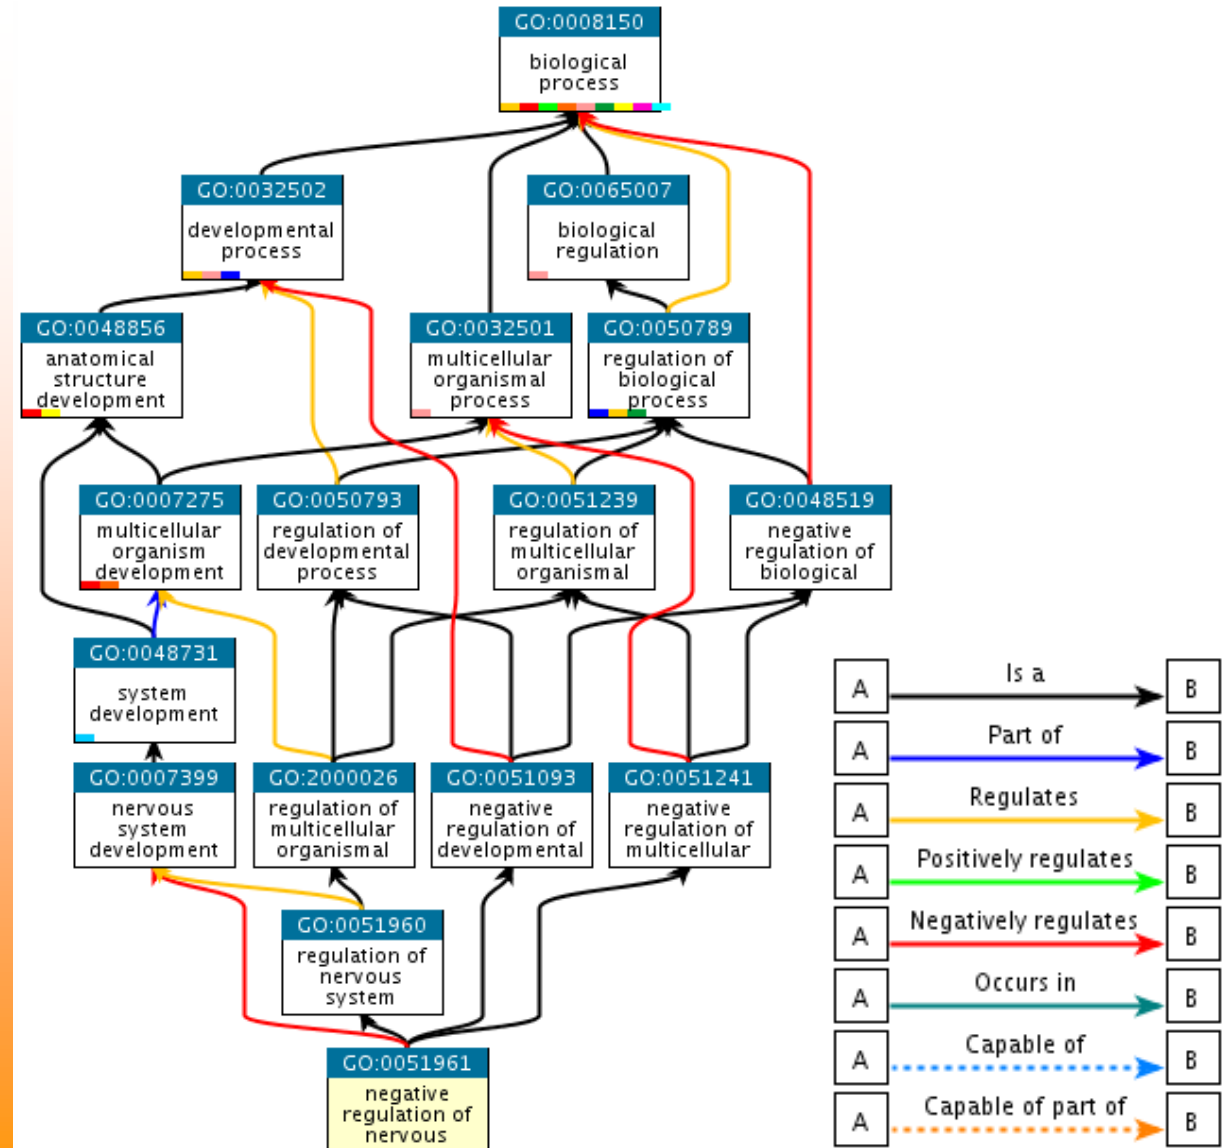 GO:0008150
biological
process
GO:0032502
developmental
process
GO:0065007
biological
regulation
GO:0048856
anatomical
structure
development
GO:0032501
multicellular
organismal
process
GO:0050789
regulation of
biological
process
GO:0007275
multicellular
organism
development
GO:0050793
regulation of
developmental
process
GO:0051239
regulation of
multicellular
organismal
GO:0048519
negative
regulation of
biological
GO:0048731
system
development
GO:0007399
nervous
system
development
GO:2000026
regulation of
multicellular
organismal
GO:0051093
negative
regulation of
developmental
GO:0051241
negative
regulation of
multicellular
GO:0051960
regulation of
nervous
system
GO:0051961
negative
regulation of
nervous
A Is a B
A Part of B
A Regulates B
A Positively regulates B
A Negatively regulates B
A Occurs in B
A Capable of B
A Capable of part of B